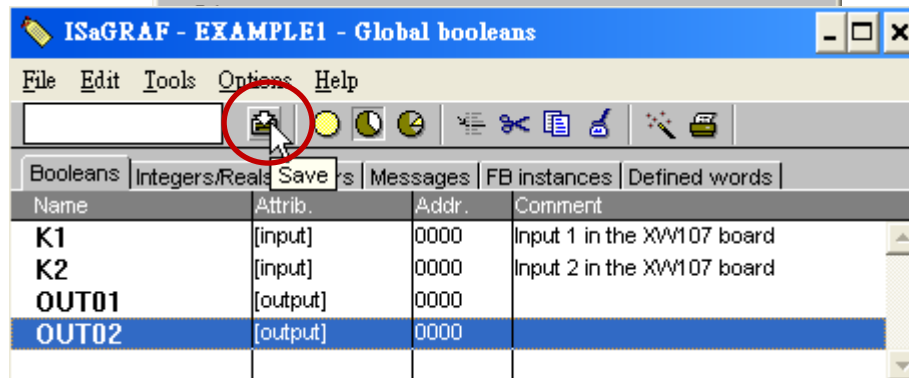 ISaGRAF - EXAMPLE1 - Global booleans
File Edit Tools Options Help
Save
Booleans Integers/Reals Messages FB instances Defined words
Name Attrib. Addr. Comment
K1 [input] 0000 Input 1 in the XW107 board
K2 [input] 0000 Input 2 in the XW107 board
OUT01 [output] 0000
OUT02 [output] 0000